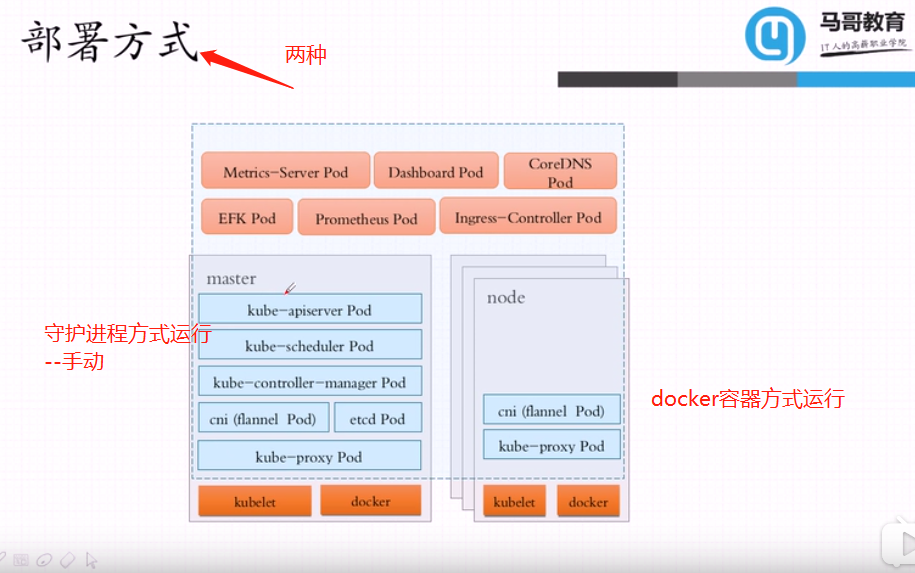 部署方式
两种
马哥教育
IT人的高薪职业学院
Metrics-Server Pod
Dashboard Pod
CoreDNS
Pod
EFK Pod
Prometheus Pod
Ingress-Controller Pod
master
kube-apiserver Pod
kube-scheduler Pod
kube-controller-manager Pod
cni (flannel Pod)
etcd Pod
kube-proxy Pod
kubelet
docker
守护进程方式运行
--手动
node
cni (flannel Pod)
kube-proxy Pod
kubelet
docker
docker容器方式运行